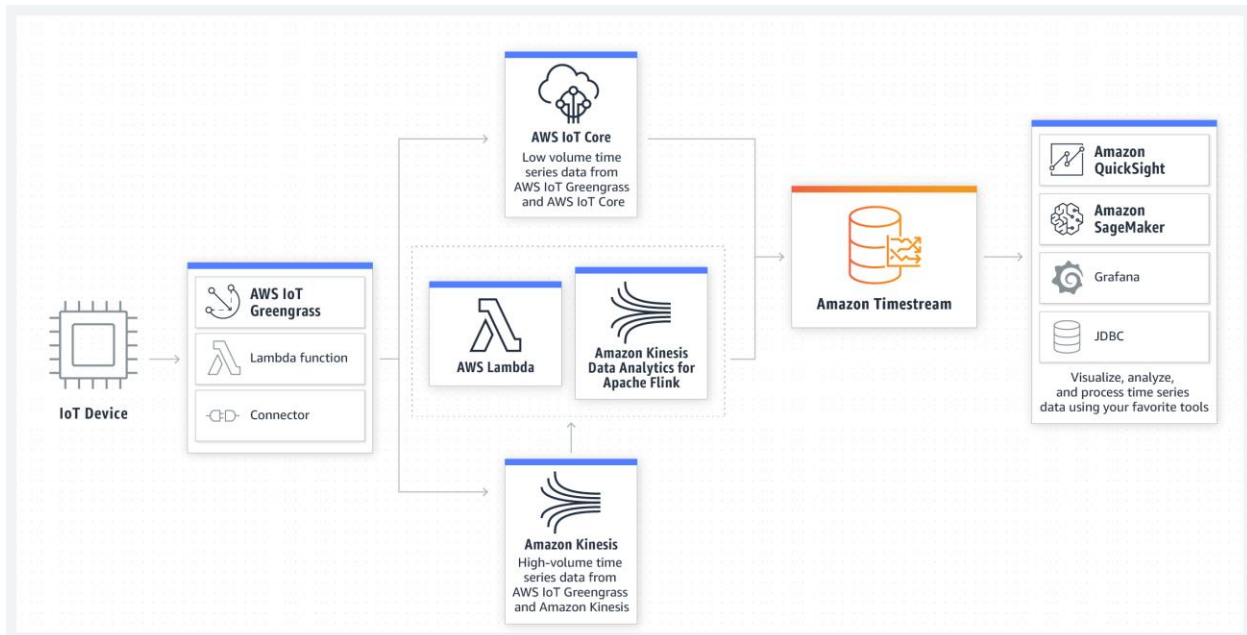 IoT Device
AWS IoT
Greengrass
Lambda function
Connector
AWS IoT Core
Low volume time
series data from
AWS IoT Greengrass
and AWS IoT Core
AWS Lambda
Amazon Kinesis
Data Analytics for
Apache Flink
Amazon Kinesis
High-volume time
series data from
AWS IoT Greengrass
and Amazon Kinesis
Amazon Timestream
Amazon
QuickSight
Amazon
SageMaker
Grafana
JDBC
Visualize, analyze,
and process time series
data using your favorite tools